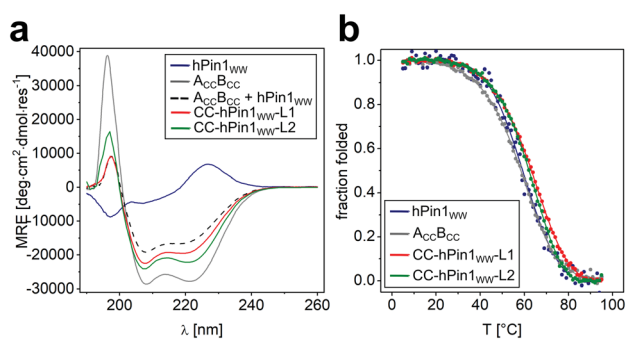 a
MRE [deg·cm²·dmol·res⁻¹]
40000
30000
20000
10000
0
-10000
-20000
-30000
hPin1WW
ACCBCC
ACCBCC + hPin1WW
CC-hPin1WW-L1
CC-hPin1WW-L2
200
220
240
260
λ [nm]
b
fraction folded
1.0
0.8
0.6
0.4
0.2
0.0
hPin1WW
ACCBCC
CC-hPin1WW-L1
CC-hPin1WW-L2
0
20
40
60
80
100
T [°C]